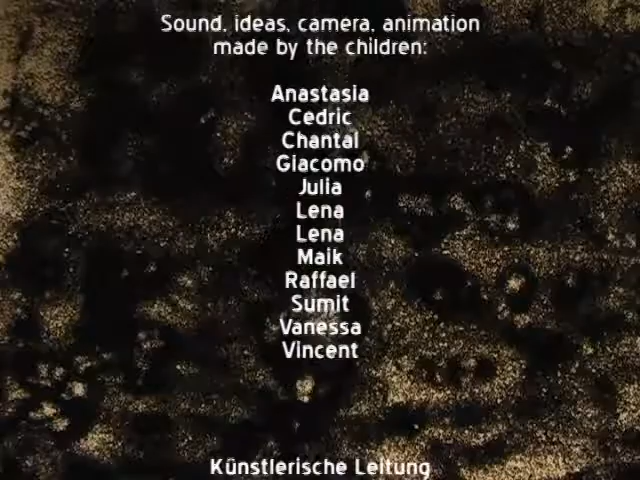 Sound, ideas, camera, animation
made by the children:
Anastasia
Cedric
Chantal
Giacomo
Julia
Lena
Lena
Maik
Raffael
Sumit
Vanessa
Vincent
Künstlerische Leitung